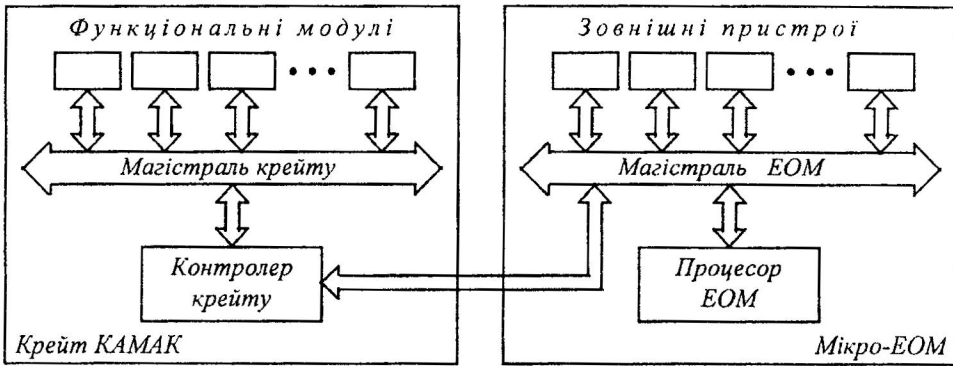 Функціональні модулі
Магістраль крейту
Контролер
крейту
Крейт КАМАК
Зовнішні пристрої
Магістраль ЕОМ
Процесор
ЕОМ
Мікро-ЕОМ